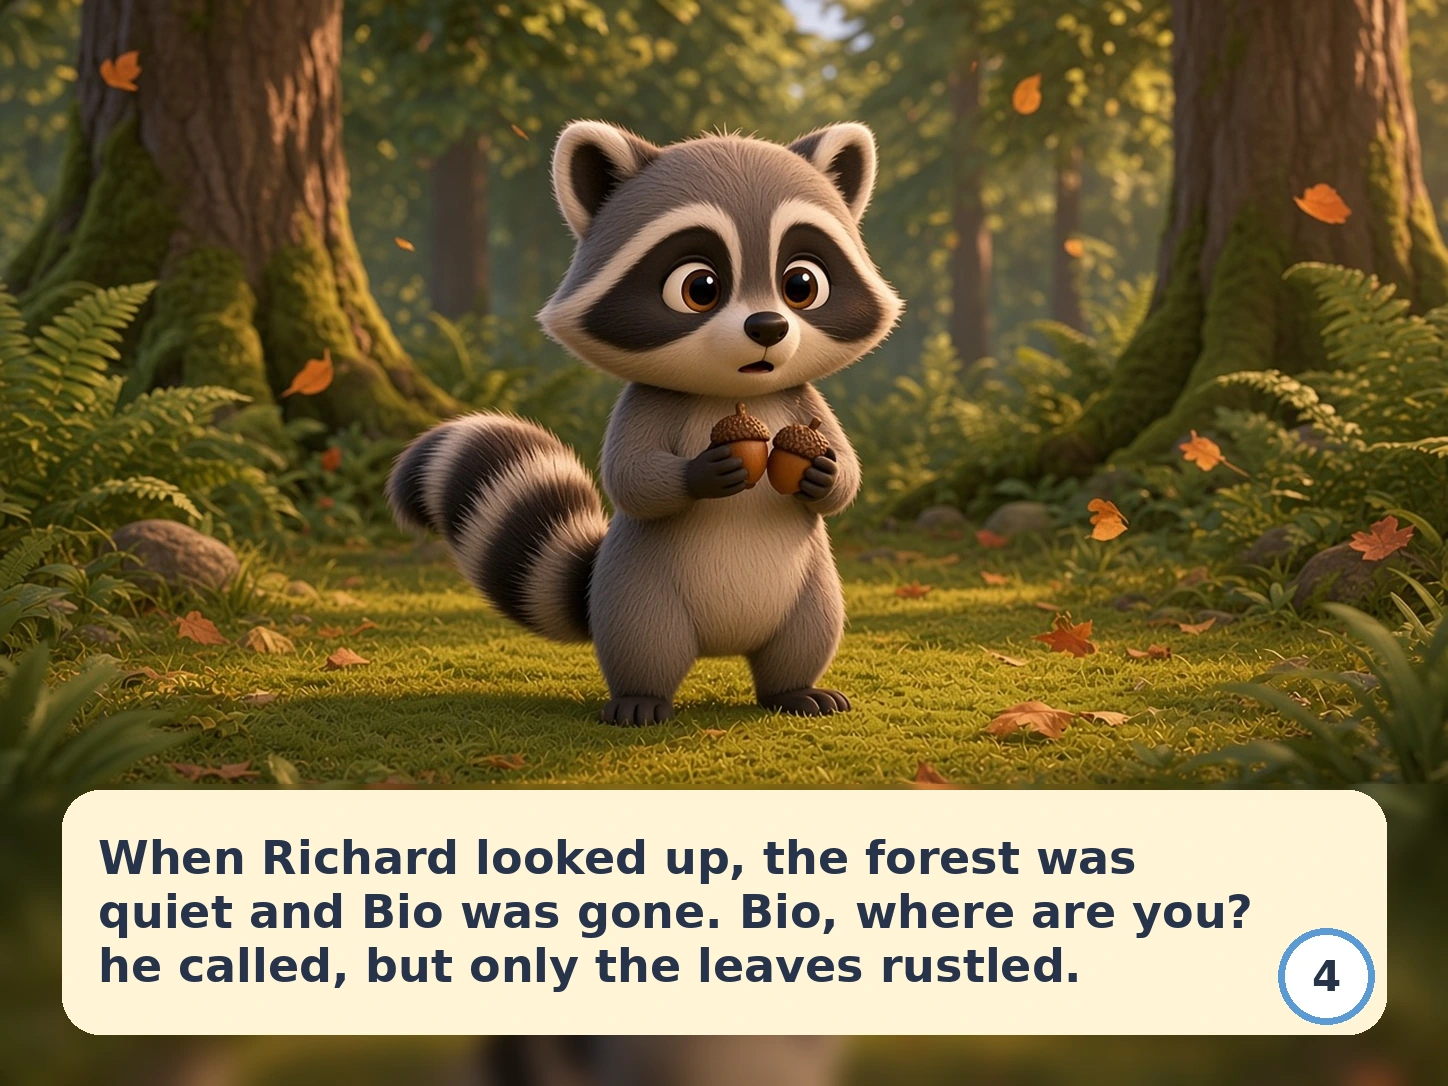 When Richard looked up, the forest was
quiet and Bio was gone. Bio, where are you?
he called, but only the leaves rustled.
4